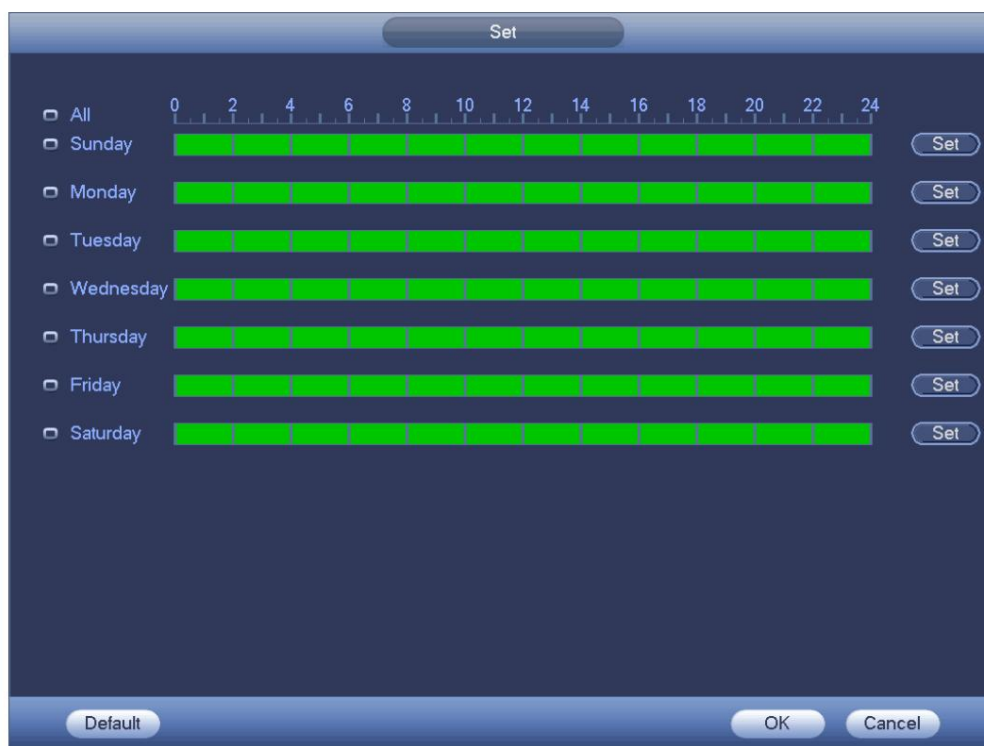 Set
All 0 2 4 6 8 10 12 14 16 18 20 22 24
Sunday Set
Monday Set
Tuesday Set
Wednesday Set
Thursday Set
Friday Set
Saturday Set
Default OK Cancel